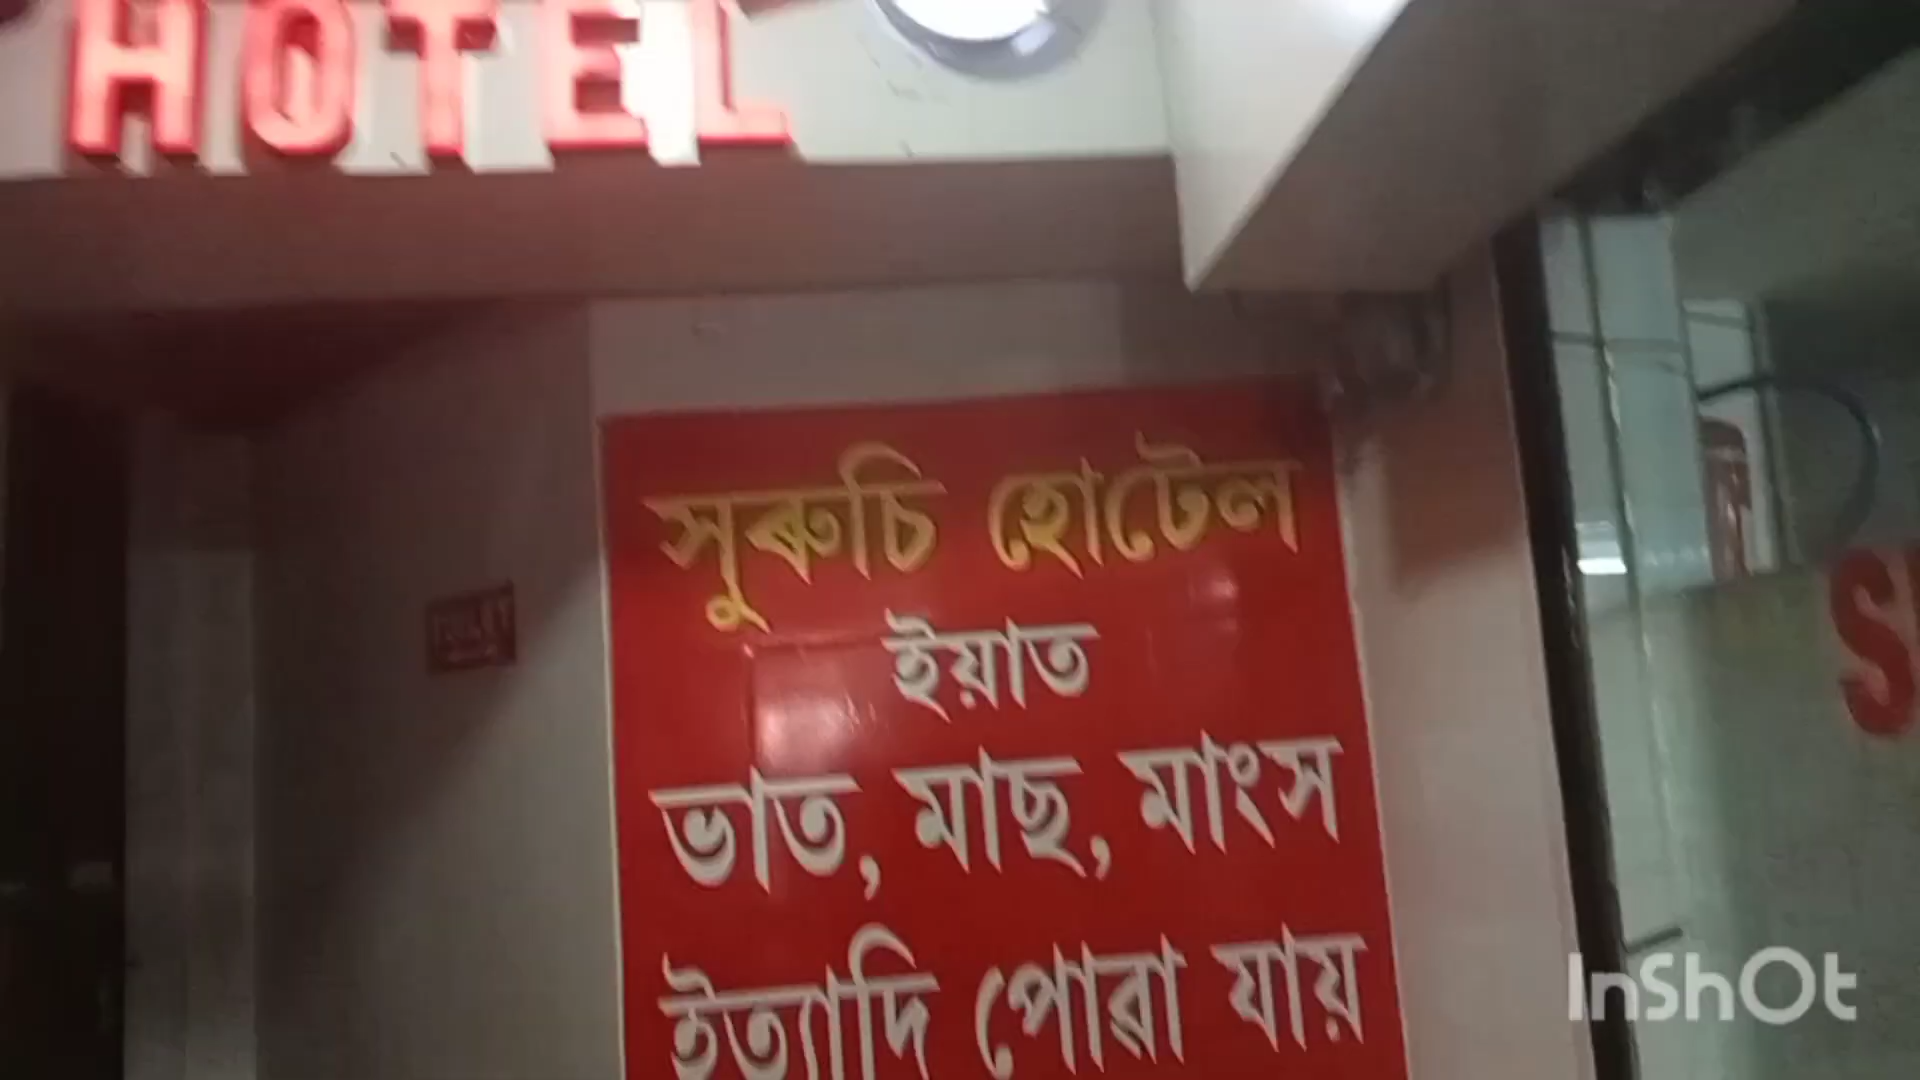 HOTEL
সুৰুচি হোটেল
ইয়াত
ভাত, মাছ, মাংস
ইত্যাদি পোৱা যায়
InShOt